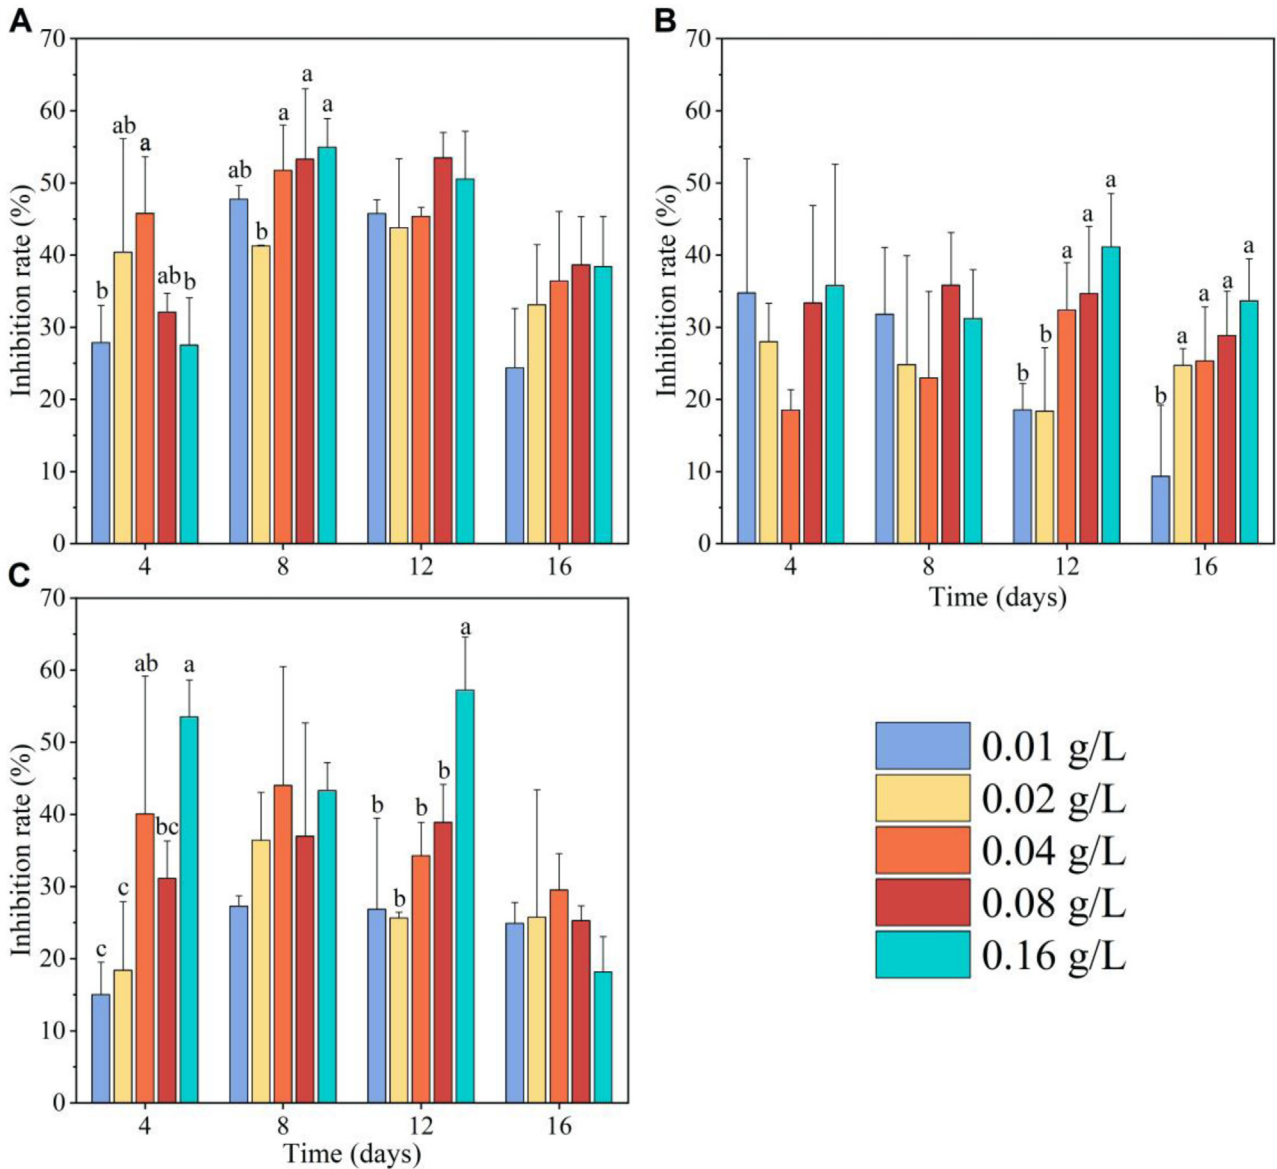 A
70
60
50
40
30
20
10
0
Inhibition rate (%)
b ab a ab b
ab b a a a
4 8 12 16
B
70
60
50
40
30
20
10
0
Inhibition rate (%)
b b a a a
b a a a a
4 8 12 16
Time (days)
C
70
60
50
40
30
20
10
0
Inhibition rate (%)
c c ab bc a
b b b b a
4 8 12 16
Time (days)
0.01 g/L
0.02 g/L
0.04 g/L
0.08 g/L
0.16 g/L